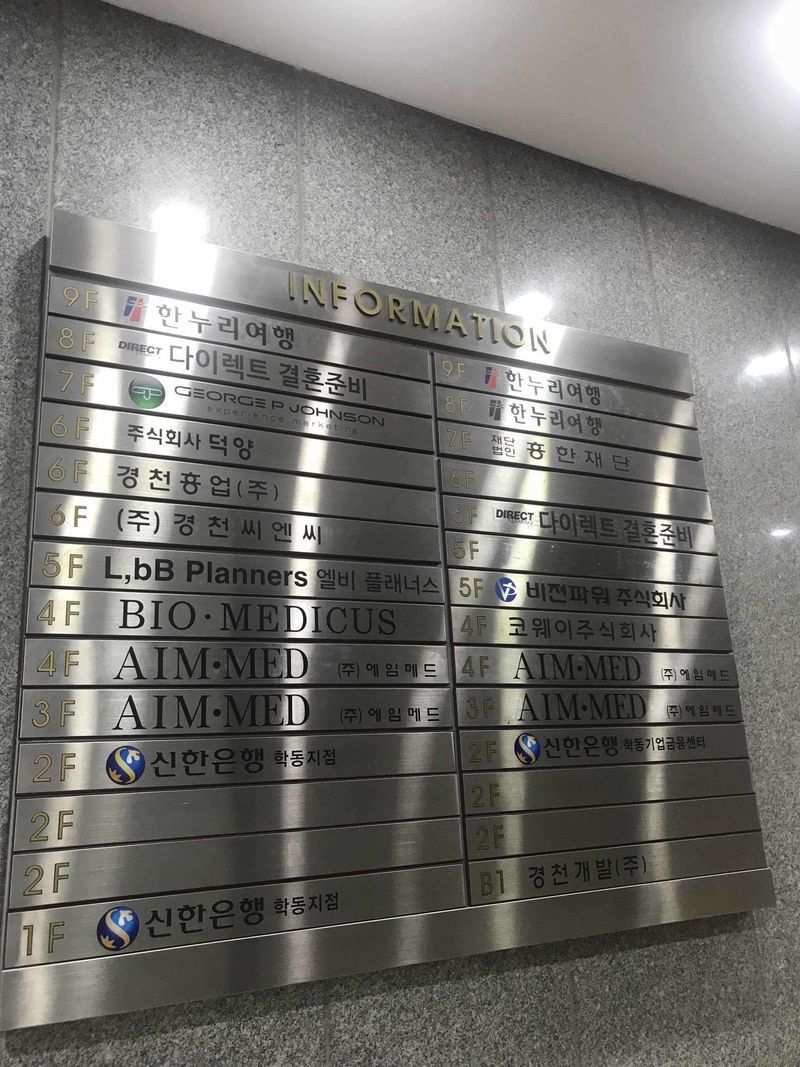 INFORMATION
9F 한누리여행
8F DIRECT 다이렉트 결혼준비
7F GEORGE P JOHNSON
experience marketing
6F 주식회사 덕양
6F 경천흥업(주)
6F (주)경천씨엔씨
5F L,bB Planners 엘비 플래너스
4F BIO·MEDICUS
4F AIM·MED (주)에임메드
3F AIM·MED (주)에임메드
2F 신한은행 학동지점
2F
2F
1F 신한은행 학동지점
9F 한누리여행
8F 한누리여행
7F 재단법인 흥한재단
6F
6F DIRECT 다이렉트 결혼준비
5F
5F VP 비전파워 주식회사
4F 코웨이주식회사
4F AIM·MED (주)에임메드
3F AIM·MED (주)에임메드
2F 신한은행 학동기업금융센터
2F
2F
B1 경천개발(주)